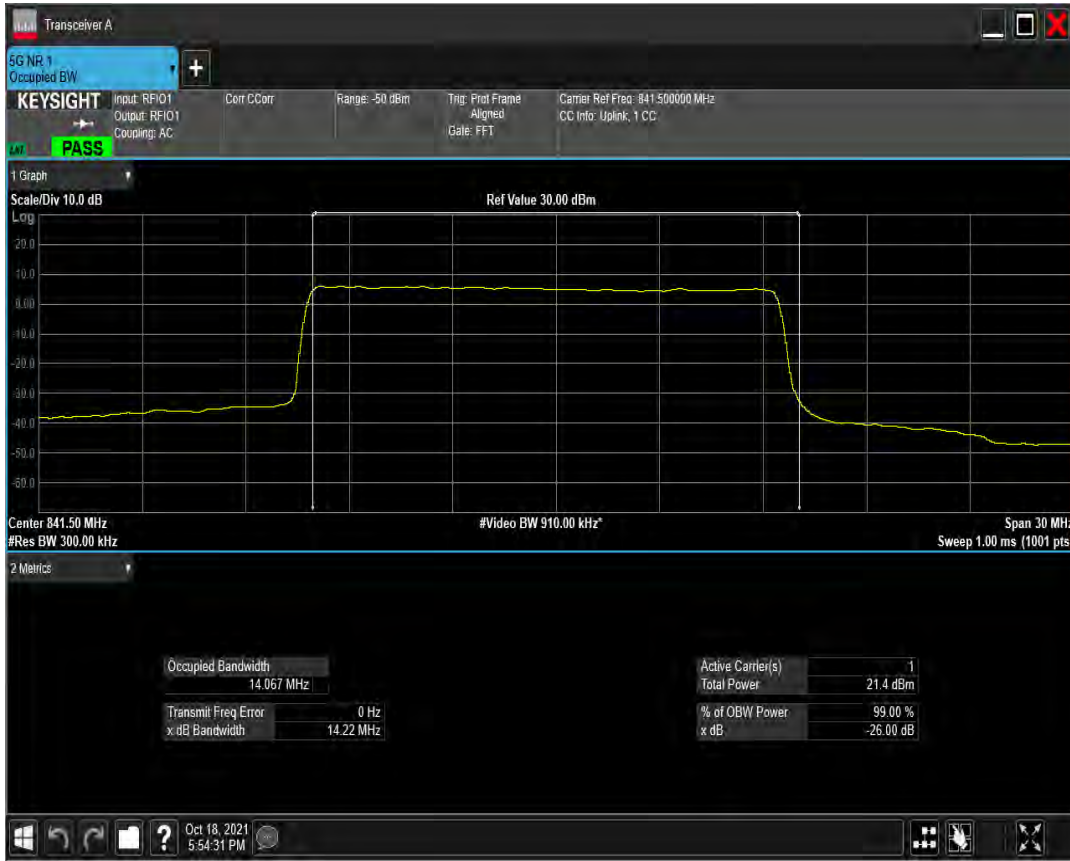 Transceiver A
5G NR 1
Occupied BW
+
KEYSIGHT
Input: RFIO1
Output: RFIO1
Coupling: AC
Corr CCorr
Range: -50 dBm
Trig: Prot Frame
Aligned
Gate: FFT
Carrier Ref Freq: 841.500000 MHz
CC Info: Uplink, 1 CC
PASS
1 Graph
Scale/Div 10.0 dB
Ref Value 30.00 dBm
Log
20.0
10.0
0.00
-10.0
-20.0
-30.0
-40.0
-50.0
-60.0
Center 841.50 MHz
#Video BW 910.00 kHz*
Span 30 MHz
#Res BW 300.00 kHz
Sweep 1.00 ms (1001 pts
2 Metrics
Occupied Bandwidth
14.067 MHz
Transmit Freq Error 0 Hz
x dB Bandwidth 14.22 MHz
Active Carrier(s) 1
Total Power 21.4 dBm
% of OBW Power 99.00 %
x dB -26.00 dB
?
Oct 18, 2021
5:54:31 PM